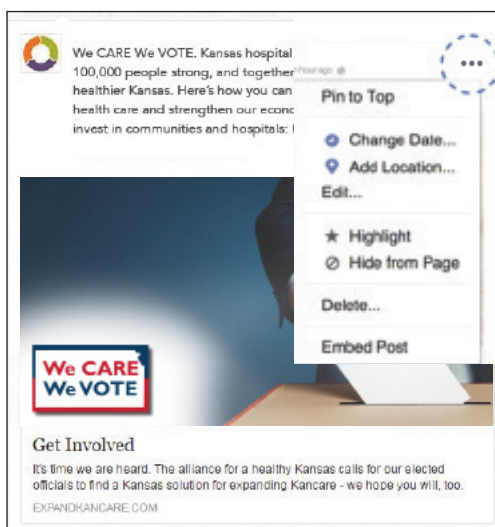 We CARE We VOTE. Kansas hospital
100,000 people strong, and together
healthier Kansas. Here's how you can
health care and strengthen our econo
invest in communities and hospitals:
hour ago
Pin to Top
Change Date...
Add Location...
Edit...
Highlight
Hide from Page
Delete...
Embed Post
We CARE
We VOTE
Get Involved
It's time we are heard. The alliance for a healthy Kansas calls for our elected
officials to find a Kansas solution for expanding Kancare - we hope you will, too.
EXPANDKANCARE.COM